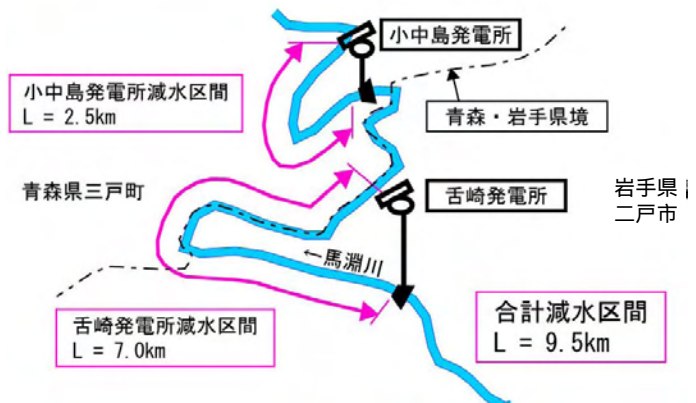 小中島発電所
小中島発電所減水区間
L = 2.5km
青森・岩手県境
青森県三戸町
舌崎発電所
岩手県
二戸市
←馬淵川
舌崎発電所減水区間
L = 7.0km
合計減水区間
L = 9.5km